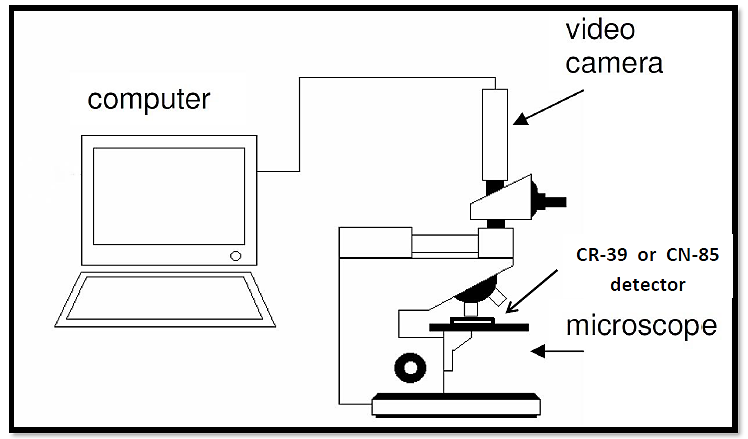 video
camera
computer
CR-39 or CN-85
detector
microscope